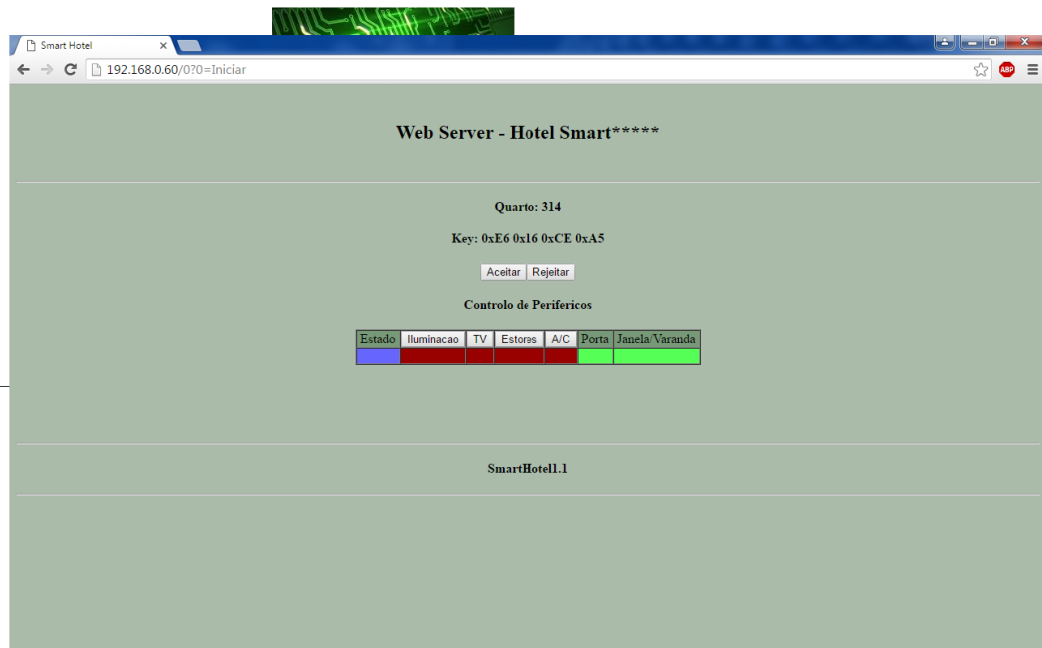 Smart Hotel
192.168.0.60/0?0=Iniciar
ABP
Web Server - Hotel Smart*****
Quarto: 314
Key: 0xE6 0x16 0xCE 0xA5
Aceitar Rejeitar
Controlo de Perifericos
Estado Iluminacao TV Estores A/C Porta Janela/Varanda
SmartHotel1.1